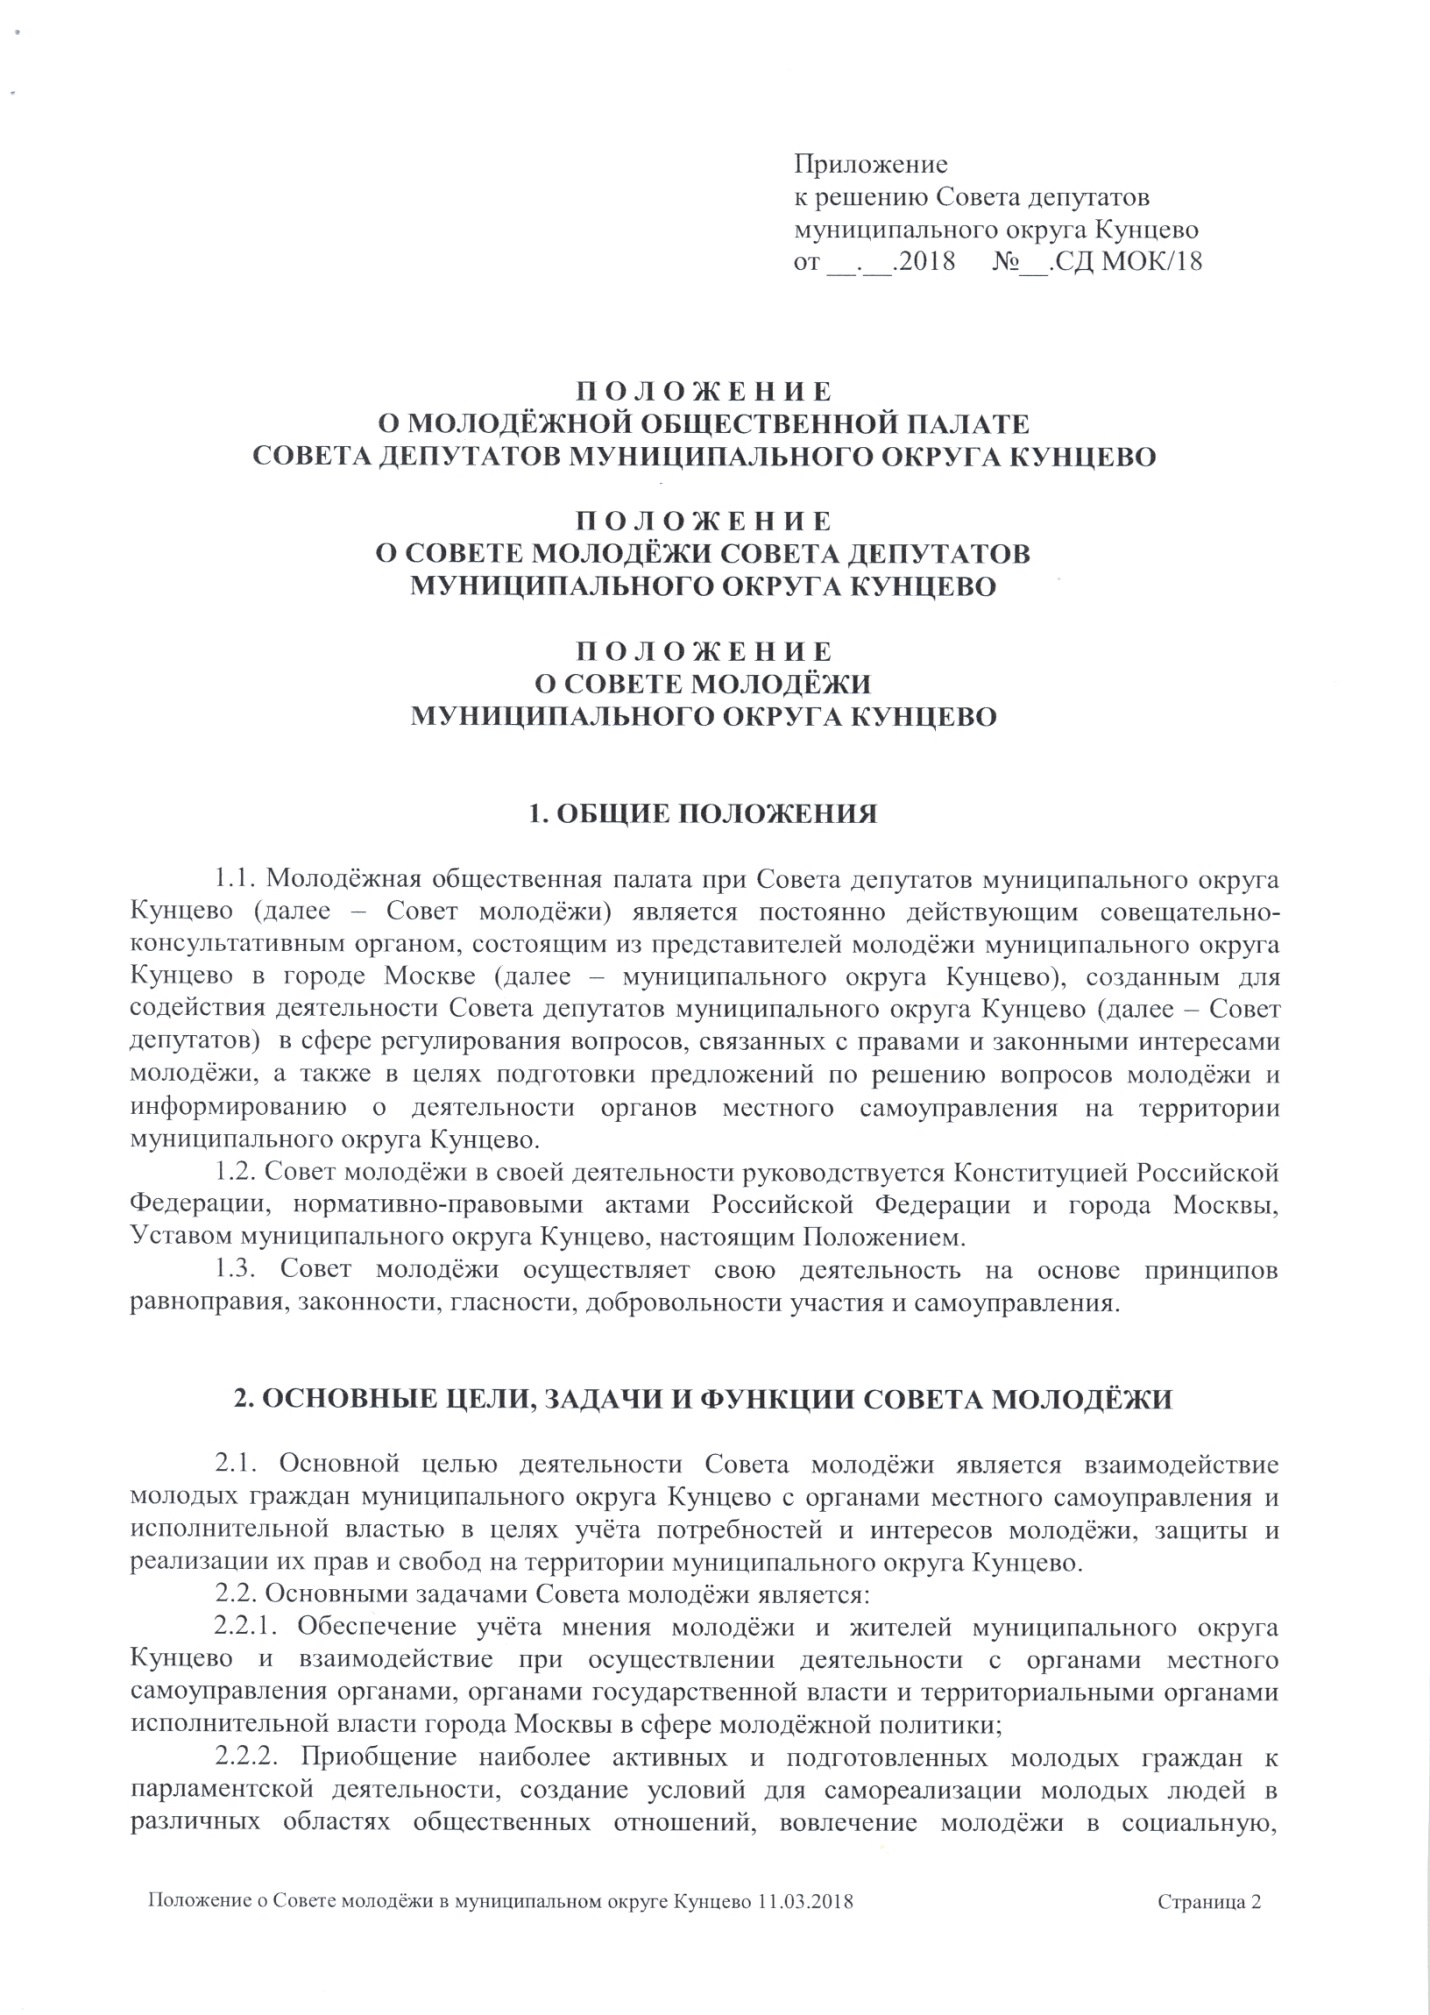 Приложение
к решению Совета депутатов
муниципального округа Кунцево
от __.__.2018 №__.СД МОК/18
П О Л О Ж Е Н И Е
О МОЛОДЁЖНОЙ ОБЩЕСТВЕННОЙ ПАЛАТЕ
СОВЕТА ДЕПУТАТОВ МУНИЦИПАЛЬНОГО ОКРУГА КУНЦЕВО
П О Л О Ж Е Н И Е
О СОВЕТЕ МОЛОДЁЖИ СОВЕТА ДЕПУТАТОВ
МУНИЦИПАЛЬНОГО ОКРУГА КУНЦЕВО
П О Л О Ж Е Н И Е
О СОВЕТЕ МОЛОДЁЖИ
МУНИЦИПАЛЬНОГО ОКРУГА КУНЦЕВО
1. ОБЩИЕ ПОЛОЖЕНИЯ
1.1. Молодёжная общественная палата при Совета депутатов муниципального округа
Кунцево (далее – Совет молодёжи) является постоянно действующим совещательно-
консультативным органом, состоящим из представителей молодёжи муниципального округа
Кунцево в городе Москве (далее – муниципального округа Кунцево), созданным для
содействия деятельности Совета депутатов муниципального округа Кунцево (далее – Совет
депутатов) в сфере регулирования вопросов, связанных с правами и законными интересами
молодёжи, а также в целях подготовки предложений по решению вопросов молодёжи и
информированию о деятельности органов местного самоуправления на территории
муниципального округа Кунцево.
1.2. Совет молодёжи в своей деятельности руководствуется Конституцией Российской
Федерации, нормативно-правовыми актами Российской Федерации и города Москвы,
Уставом муниципального округа Кунцево, настоящим Положением.
1.3. Совет молодёжи осуществляет свою деятельность на основе принципов
равноправия, законности, гласности, добровольности участия и самоуправления.
2. ОСНОВНЫЕ ЦЕЛИ, ЗАДАЧИ И ФУНКЦИИ СОВЕТА МОЛОДЁЖИ
2.1. Основной целью деятельности Совета молодёжи является взаимодействие
молодых граждан муниципального округа Кунцево с органами местного самоуправления и
исполнительной властью в целях учёта потребностей и интересов молодёжи, защиты и
реализации их прав и свобод на территории муниципального округа Кунцево.
2.2. Основными задачами Совета молодёжи является:
2.2.1. Обеспечение учёта мнения молодёжи и жителей муниципального округа
Кунцево и взаимодействие при осуществлении деятельности с органами местного
самоуправления органами, органами государственной власти и территориальными органами
исполнительной власти города Москвы в сфере молодёжной политики;
2.2.2. Приобщение наиболее активных и подготовленных молодых граждан к
парламентской деятельности, создание условий для самореализации молодых людей в
различных областях общественных отношений, вовлечение молодёжи в социальную,
Положение о Совете молодёжи в муниципальном округе Кунцево 11.03.2018 Страница 2